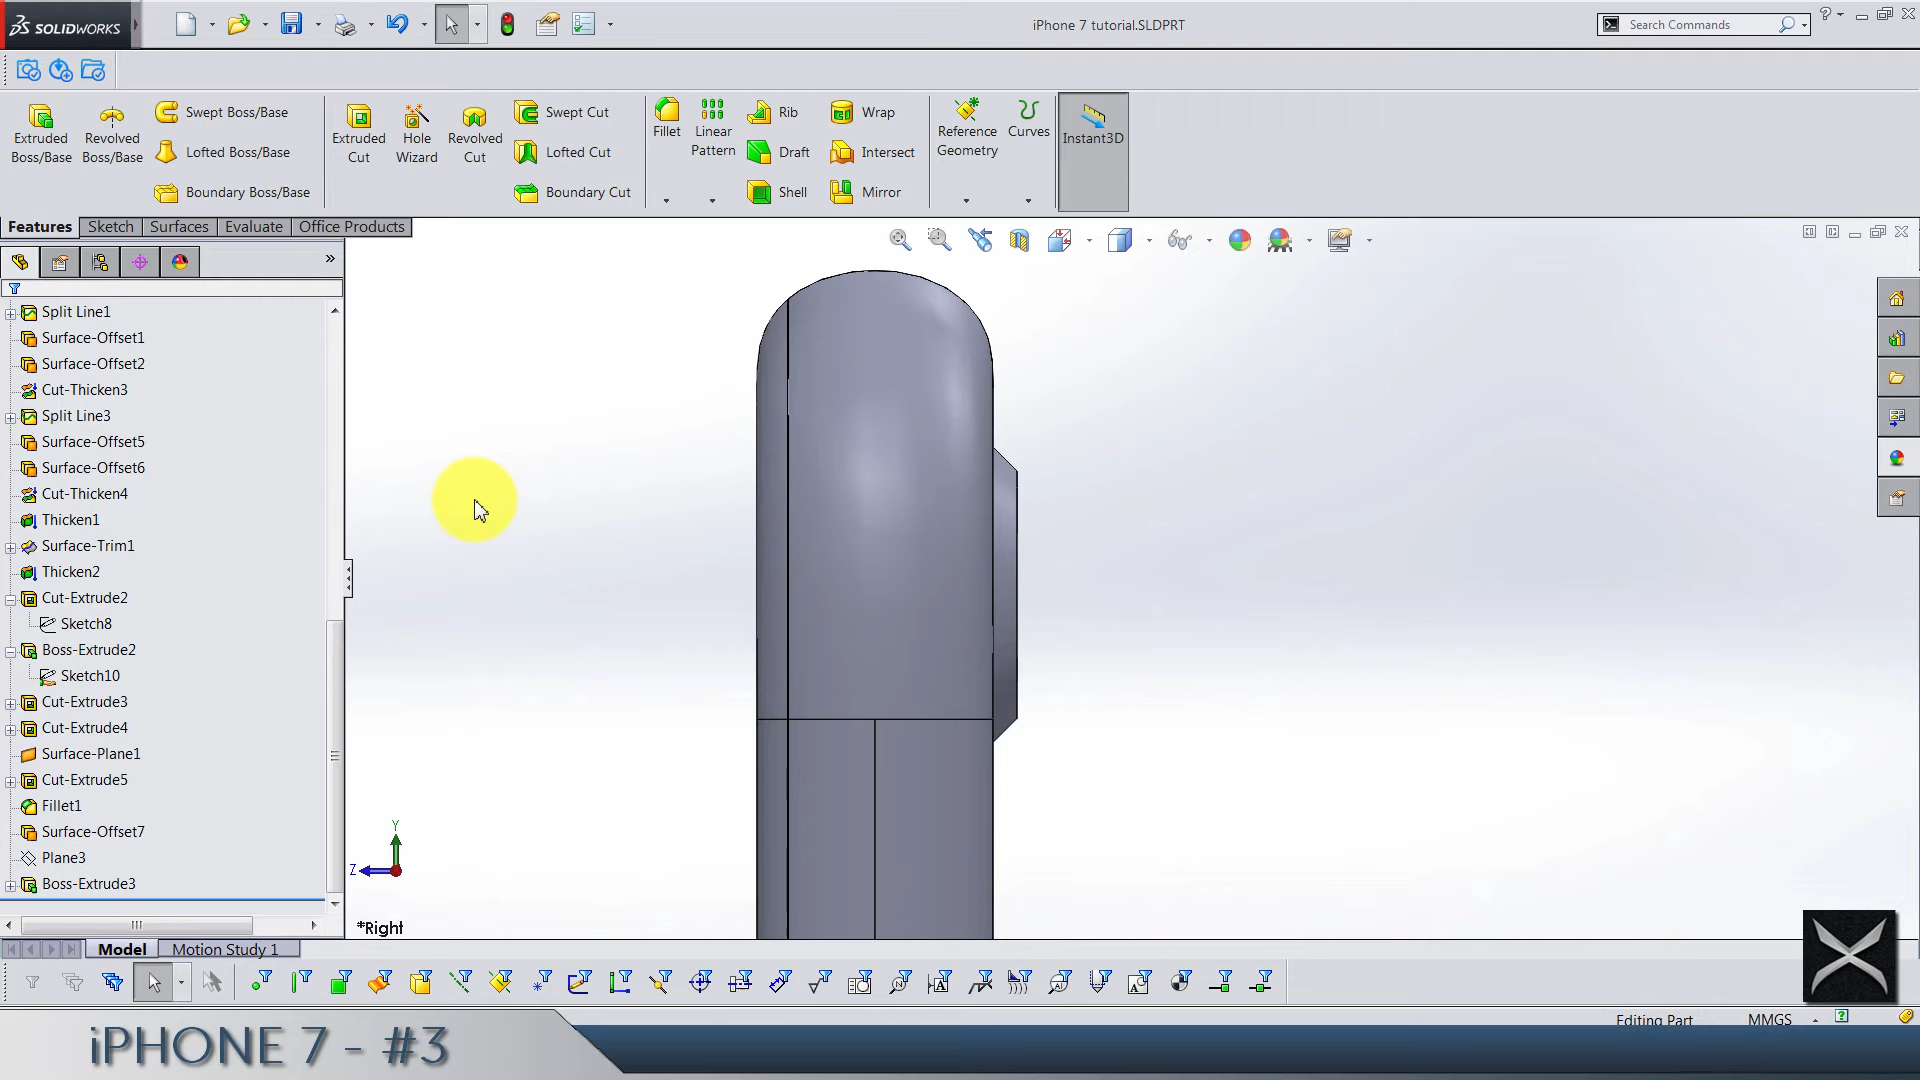 SOLIDWORKS
iPhone 7 tutorial.SLDPRT
Search Commands
?
Extruded Boss/Base
Revolved Boss/Base
Swept Boss/Base
Lofted Boss/Base
Boundary Boss/Base
Extruded Cut
Hole Wizard
Revolved Cut
Swept Cut
Lofted Cut
Boundary Cut
Fillet
Linear Pattern
Rib
Draft
Shell
Wrap
Intersect
Mirror
Reference Geometry
Curves
Instant3D
Features
Sketch
Surfaces
Evaluate
Office Products
Split Line1
Surface-Offset1
Surface-Offset2
Cut-Thicken3
Split Line3
Surface-Offset5
Surface-Offset6
Cut-Thicken4
Thicken1
Surface-Trim1
Thicken2
Cut-Extrude2
Sketch8
Boss-Extrude2
Sketch10
Cut-Extrude3
Cut-Extrude4
Surface-Plane1
Cut-Extrude5
Fillet1
Surface-Offset7
Plane3
Boss-Extrude3
Y
Z
*Right
Model
Motion Study 1
Editing Part
MMGS
?
iPHONE 7 - #3